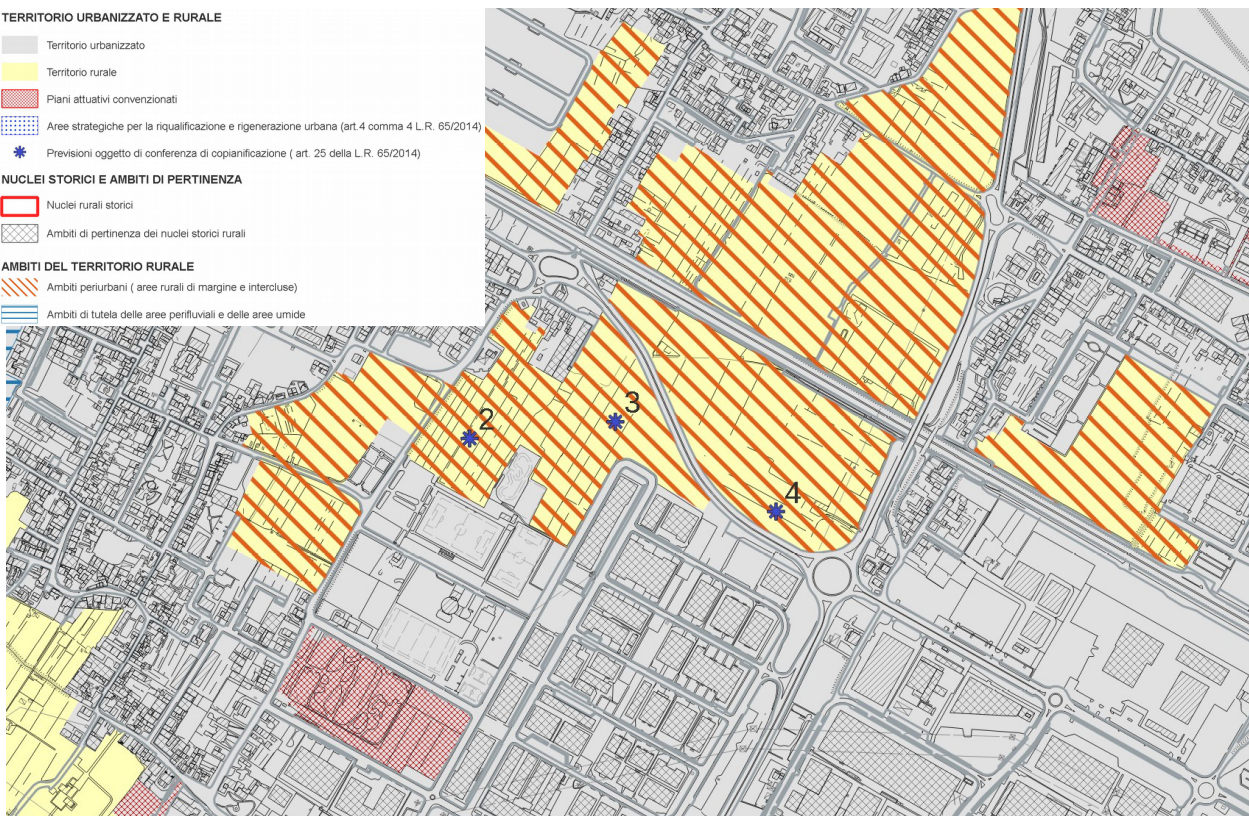 TERRITORIO URBANIZZATO E RURALE
Territorio urbanizzato
Territorio rurale
Piani attuativi convenzionati
Aree strategiche per la riqualificazione e rigenerazione urbana (art.4 comma 4 L.R. 65/2014)
Previsioni oggetto di conferenza di copianificazione ( art. 25 della L.R. 65/2014)
NUCLEI STORICI E AMBITI DI PERTINENZA
Nuclei rurali storici
Ambiti di pertinenza dei nuclei storici rurali
AMBITI DEL TERRITORIO RURALE
Ambiti periurbani ( aree rurali di margine e intercluse)
Ambiti di tutela delle aree perifluviali e delle aree umide
2
3
4